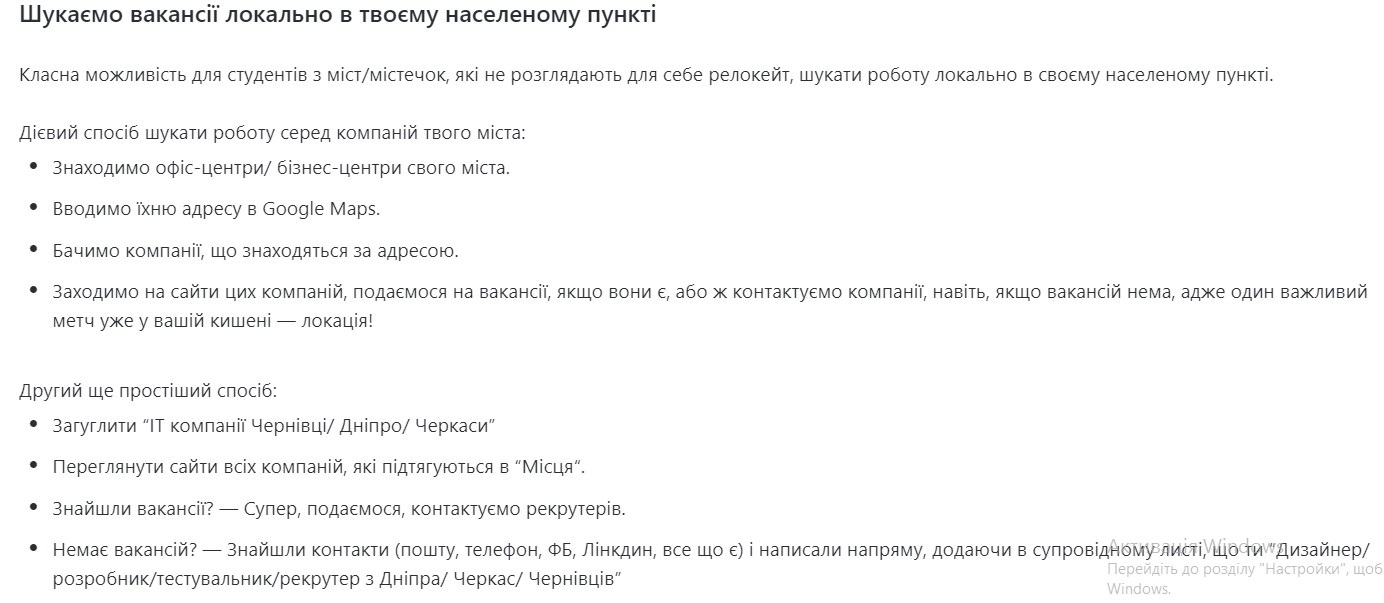 Шукаємо вакансії локально в твоєму населеному пункті
Класна можливість для студентів з міст/містечок, які не розглядають для себе релокейт, шукати роботу локально в своєму населеному пункті.
Дієвий спосіб шукати роботу серед компаній твого міста:
• Знаходимо офіс-центри/ бізнес-центри свого міста.
• Вводимо їхню адресу в Google Maps.
• Бачимо компанії, що знаходяться за адресою.
• Заходимо на сайти цих компаній, подаємося на вакансії, якщо вони є, або ж контактуємо компанії, навіть, якщо вакансій нема, адже один важливий
метч уже у вашій кишені — локація!
Другий ще простіший спосіб:
• Загуглити “ІТ компанії Чернівці/ Дніпро/ Черкаси”
• Переглянути сайти всіх компаній, які підтягуються в “Місця“.
• Знайшли вакансії? — Супер, подаємося, контактуємо рекрутерів.
• Немає вакансій? — Знайшли контакти (пошту, телефон, ФБ, Лінкдин, все що є) і написали напряму, додаючи в супровідному листі, що ти “Дизайнер/
розробник/тестувальник/рекрутер з Дніпра/ Черкас/ Чернівців”
Активація Windows
Перейдіть до розділу "Настройки", щоб
Windows.